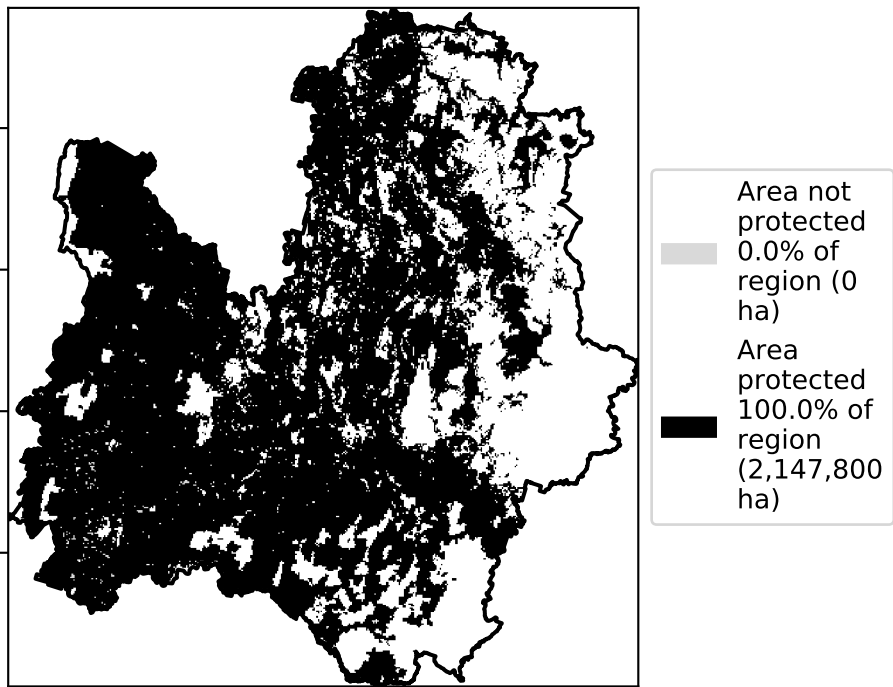 Area not
protected
0.0% of
region (0
ha)
Area
protected
100.0% of
region
(2,147,800
ha)